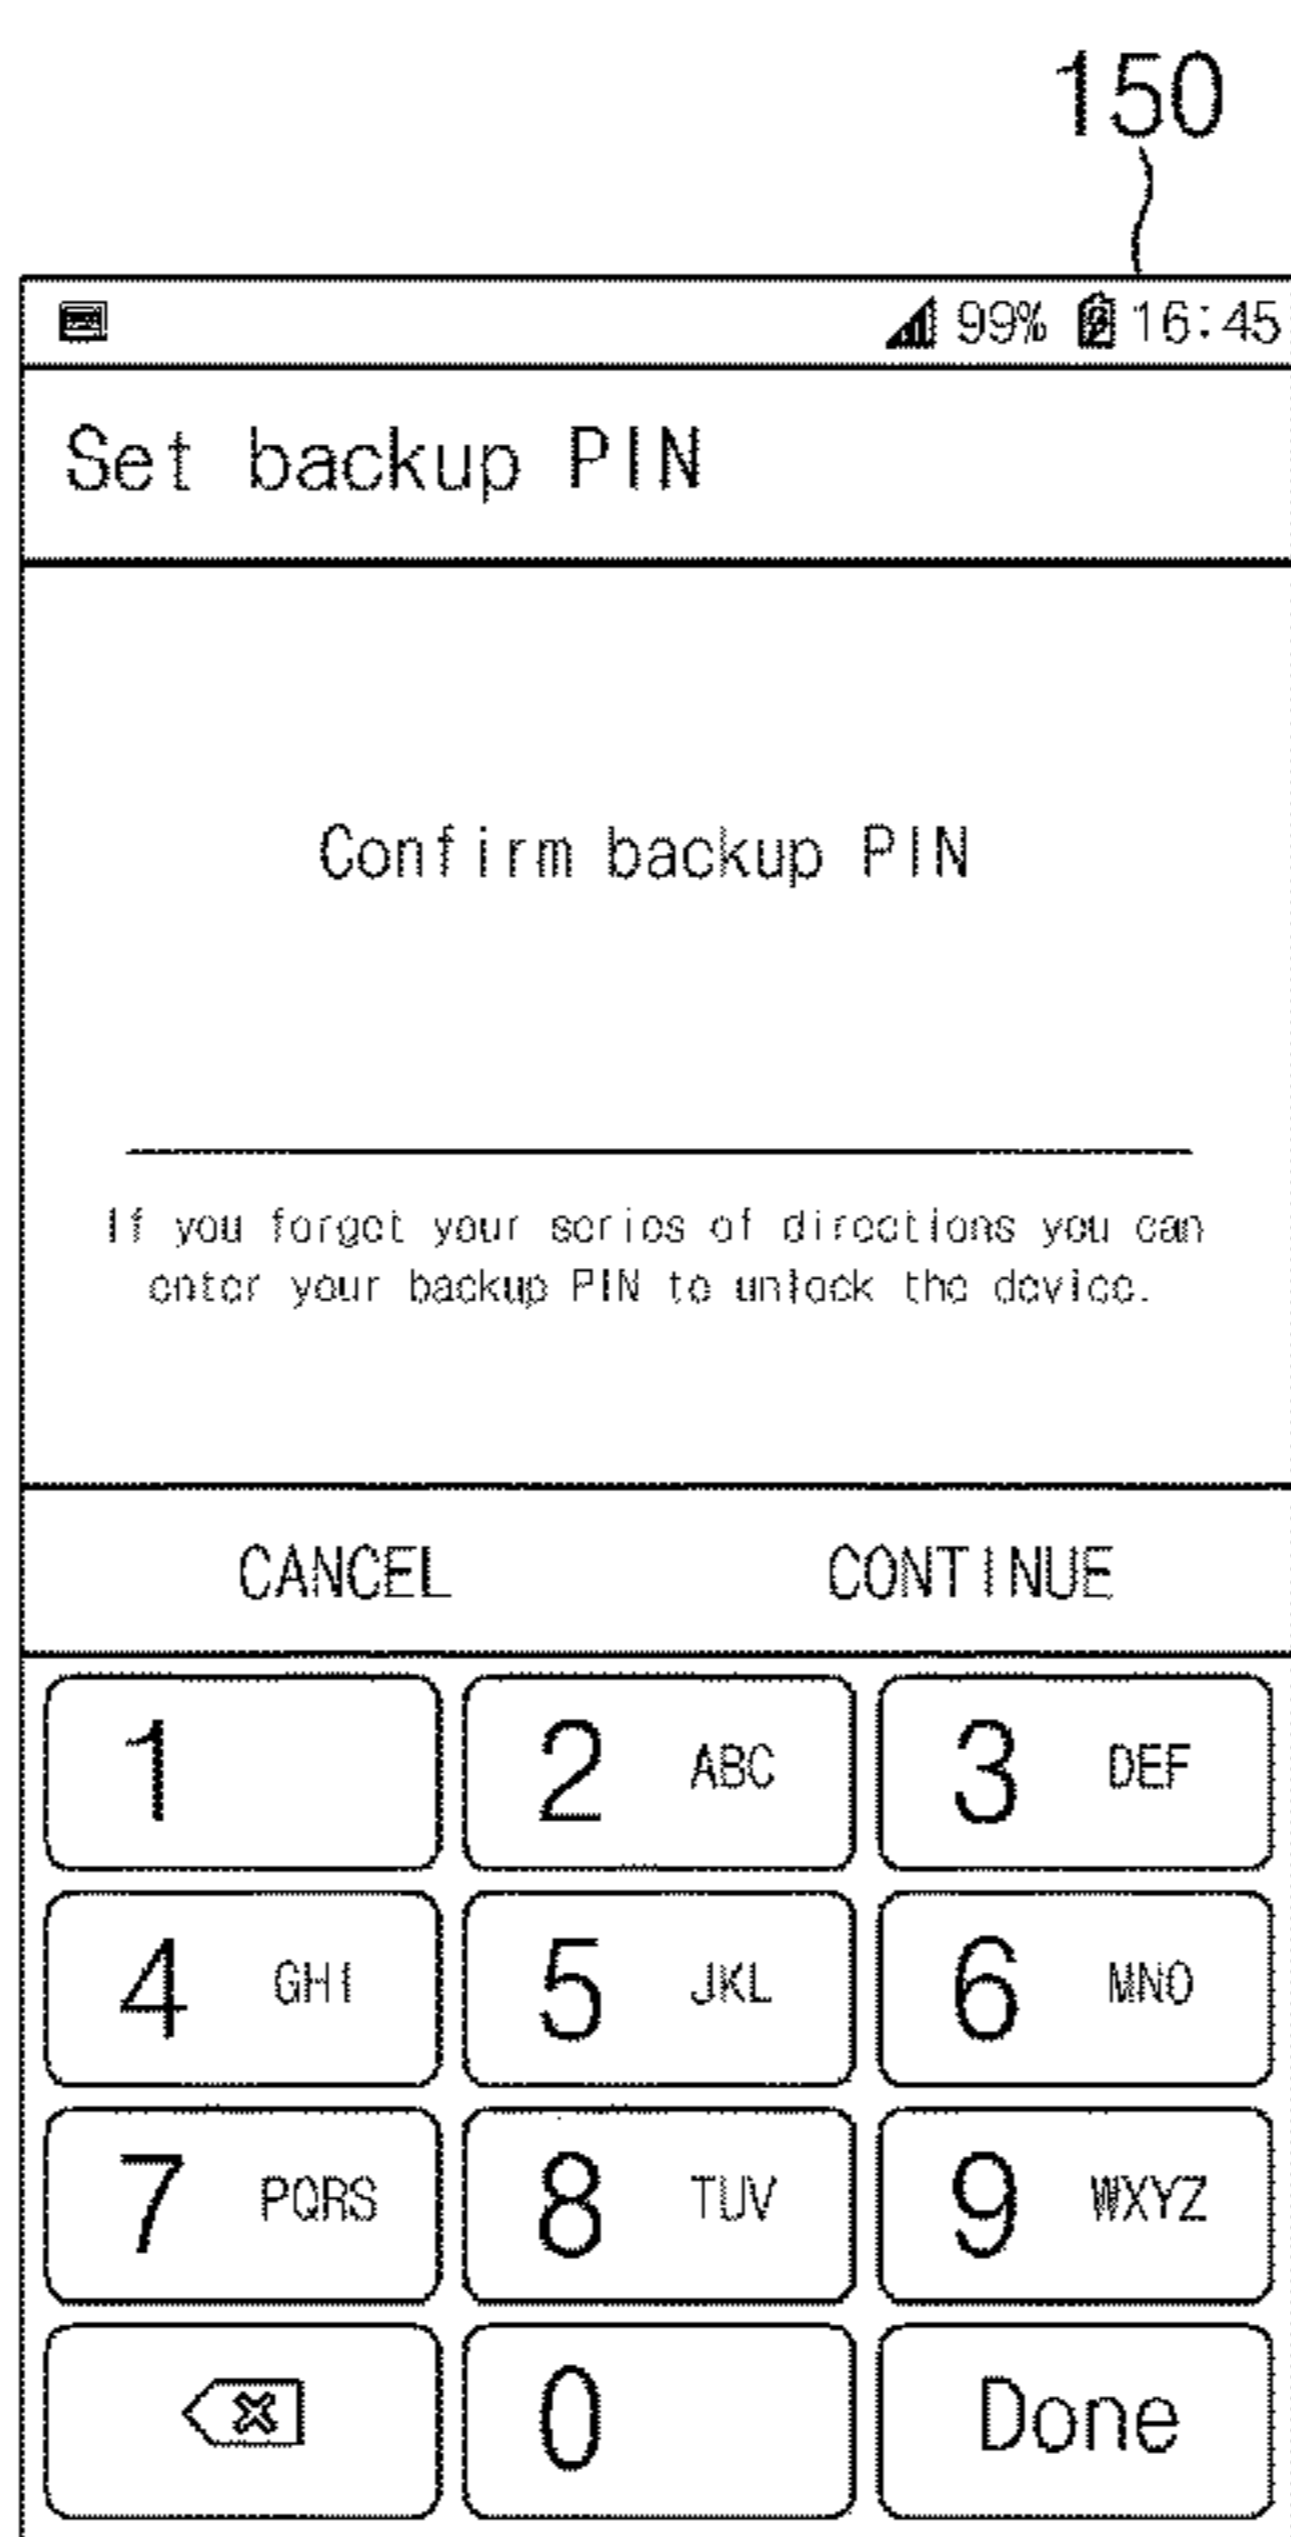 150
99% 16:45
Set backup PIN
Confirm backup PIN
If you forget your series of directions you can
enter your backup PIN to unlock the device.
CANCEL CONTINUE
1 2 ABC 3 DEF
4 GHI 5 JKL 6 MNO
7 PQRS 8 TUV 9 WXYZ
0 Done